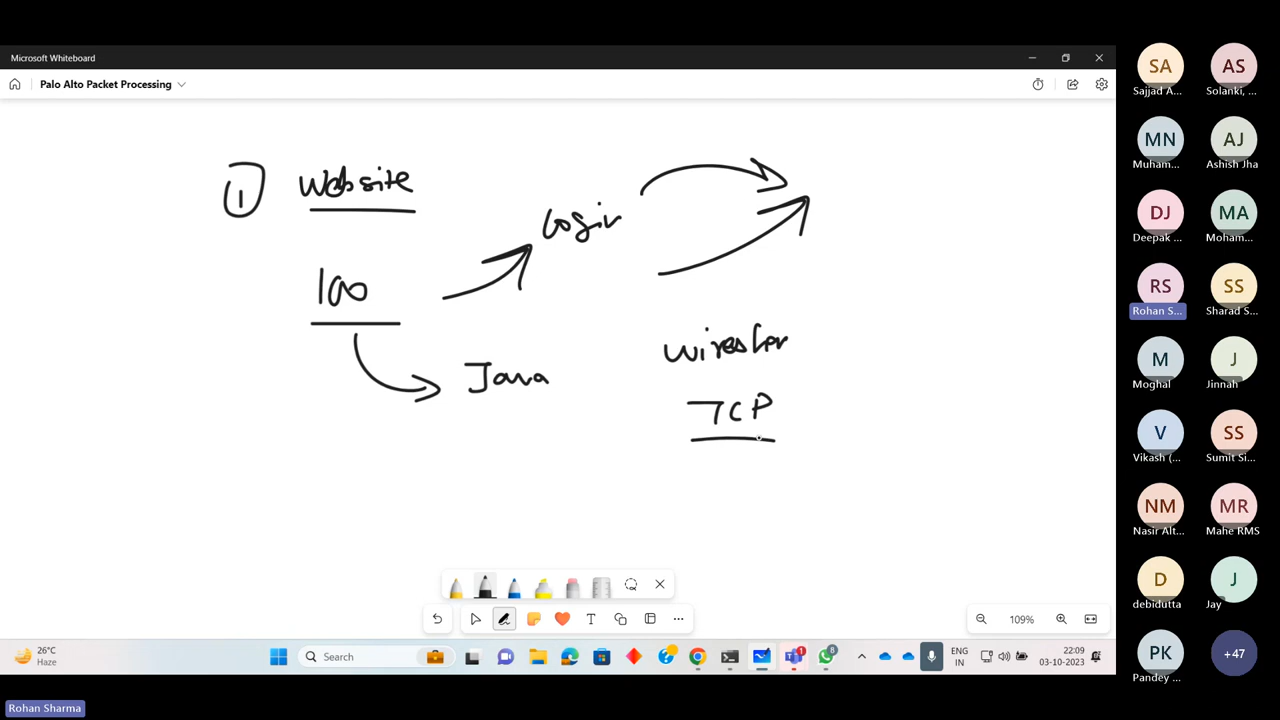 Microsoft Whiteboard
Palo Alto Packet Processing
1 Website
Login
100
Java
TCP
109%
26°C
Haze
Search
ENG
IN
22:09
03-10-2023
1
8
SA
Sajjad A...
AS
Solanki, ...
MN
Muham...
AJ
Ashish Jha
DJ
Deepak ...
MA
Moham...
RS
Rohan S...
SS
Sharad S...
M
Moghal
J
Jinnah
V
Vikash (...
SS
Sumit Si...
NM
Nasir Alt...
MR
Mahe RMS
D
debidutta
J
Jay
PK
Pandey ...
+47
Rohan Sharma